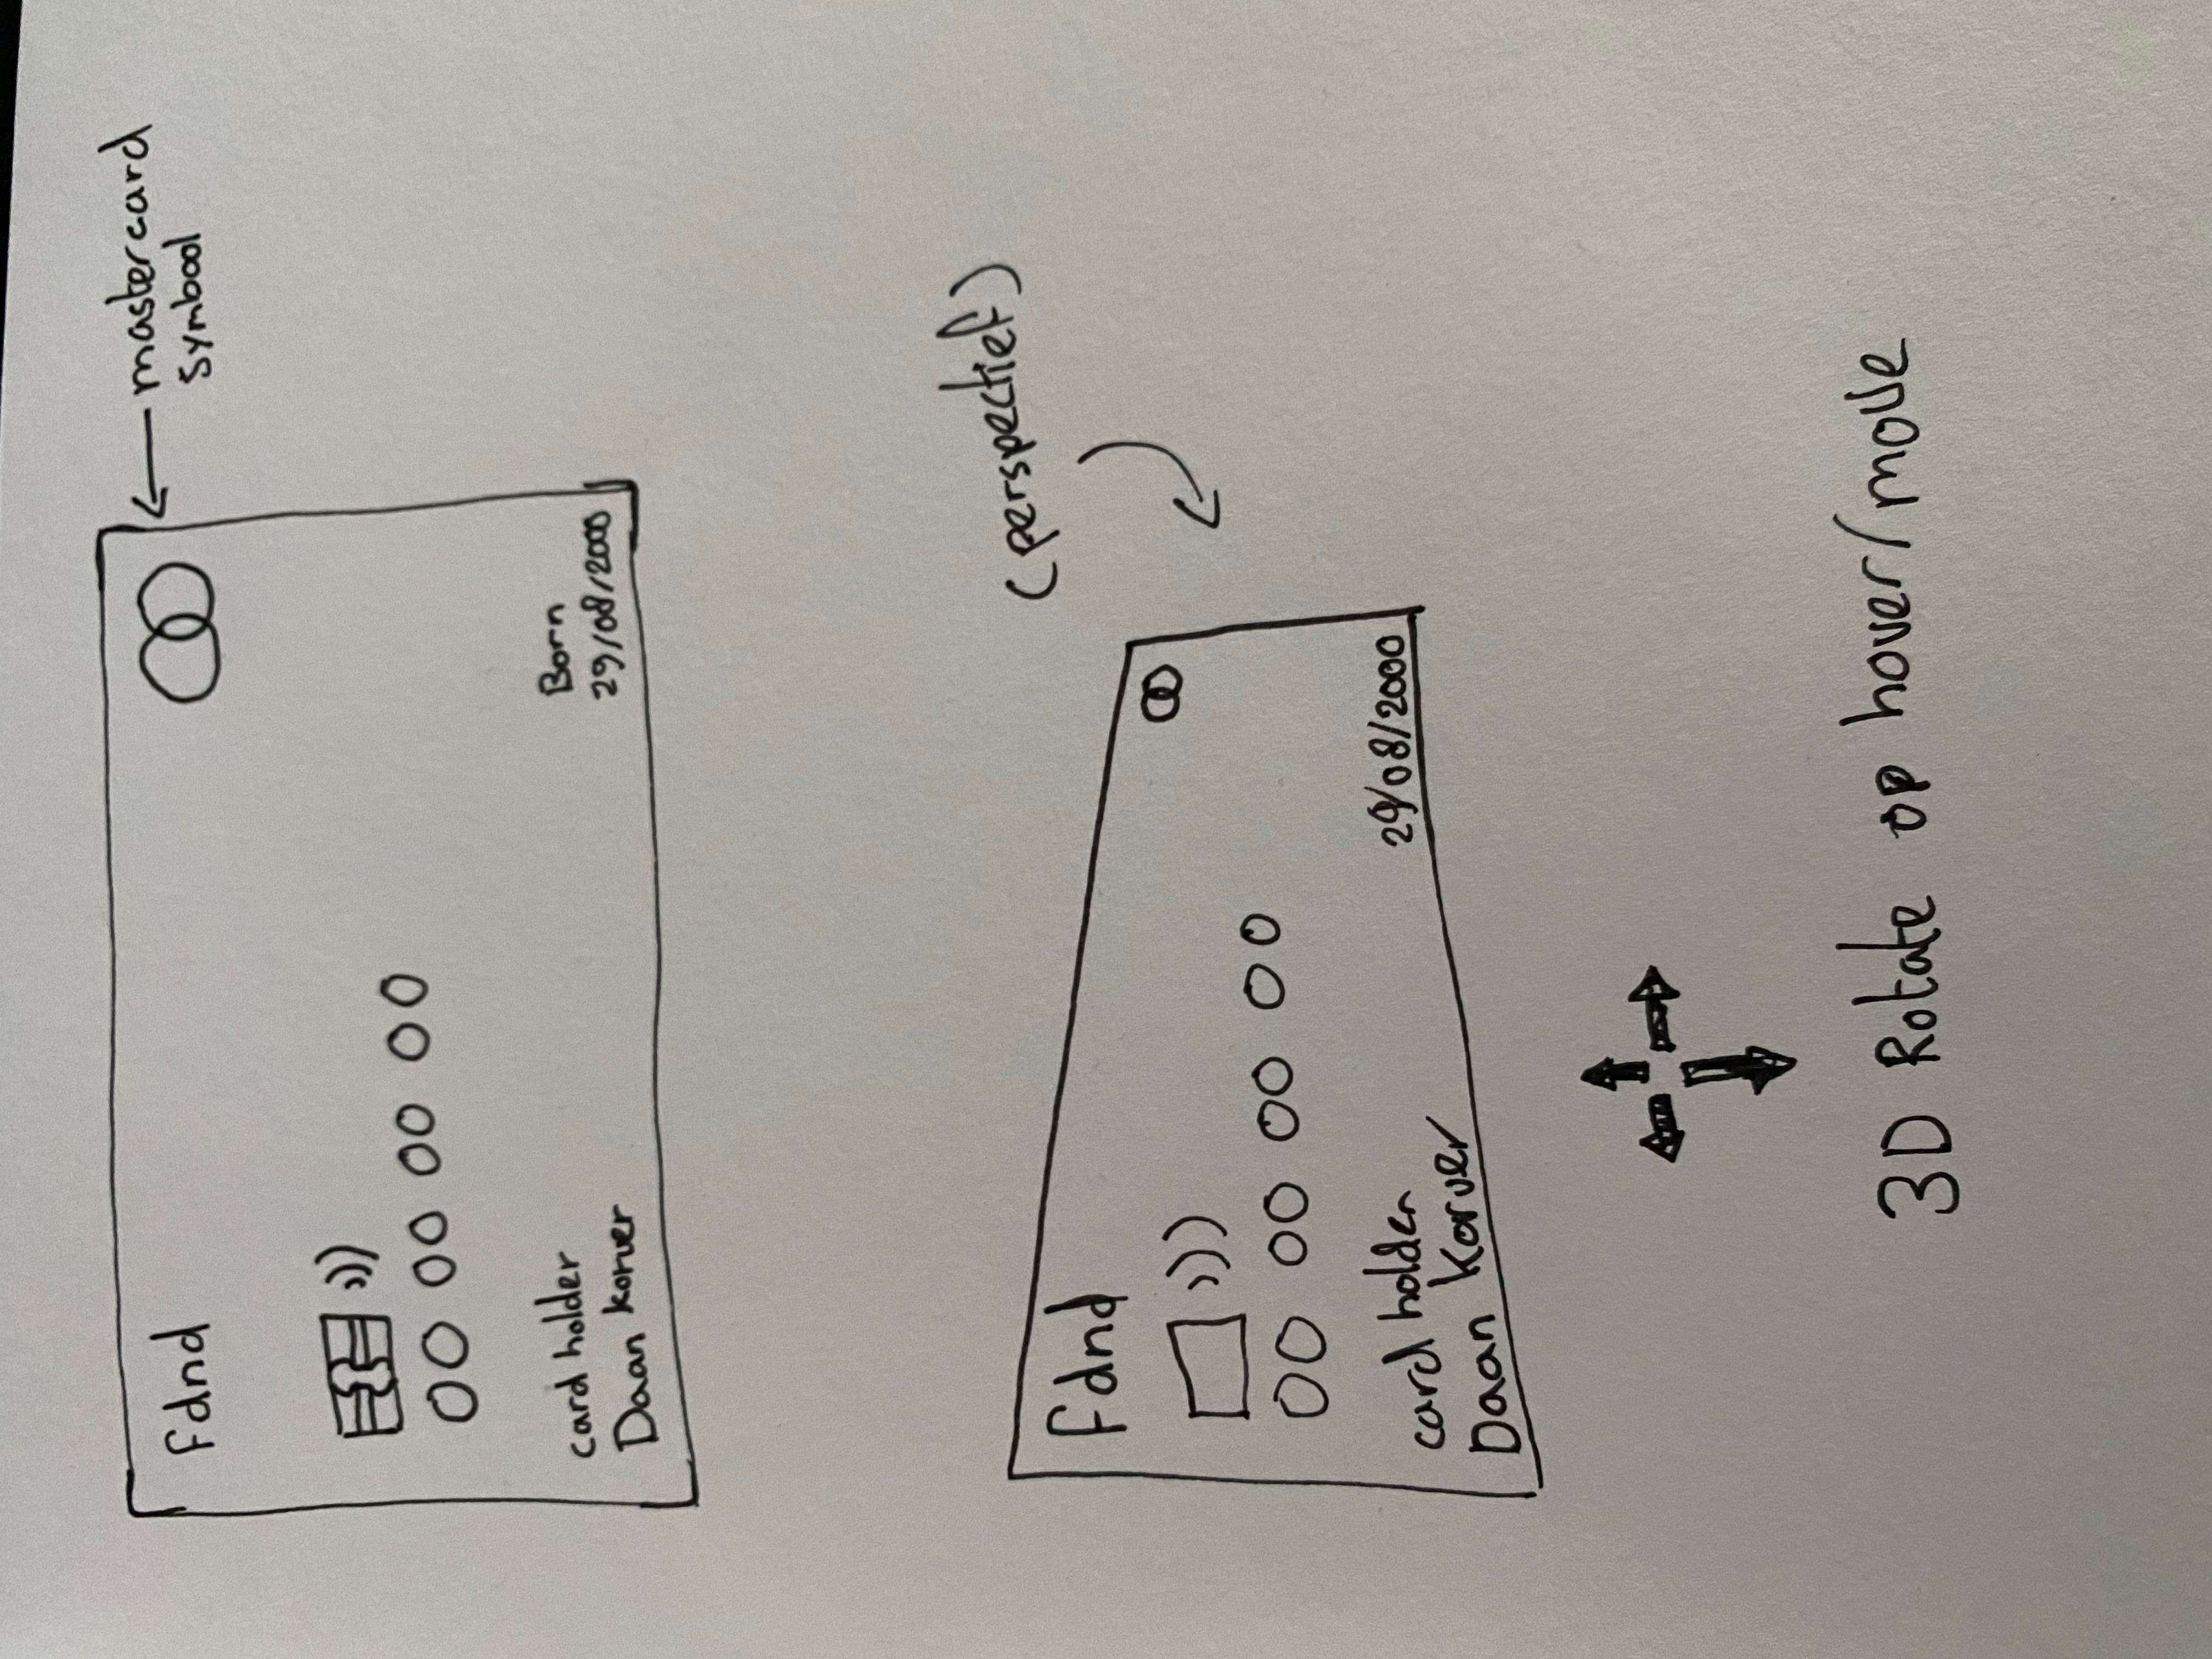 fdnd
mastercard
symbool
00 00 00 00
card holder
Daan korver
Born
29/08/2000
(perspectief)
fdnd
00 00 00 00
card holder
Daan Korver
29/08/2000
3D Rotate op hover/move